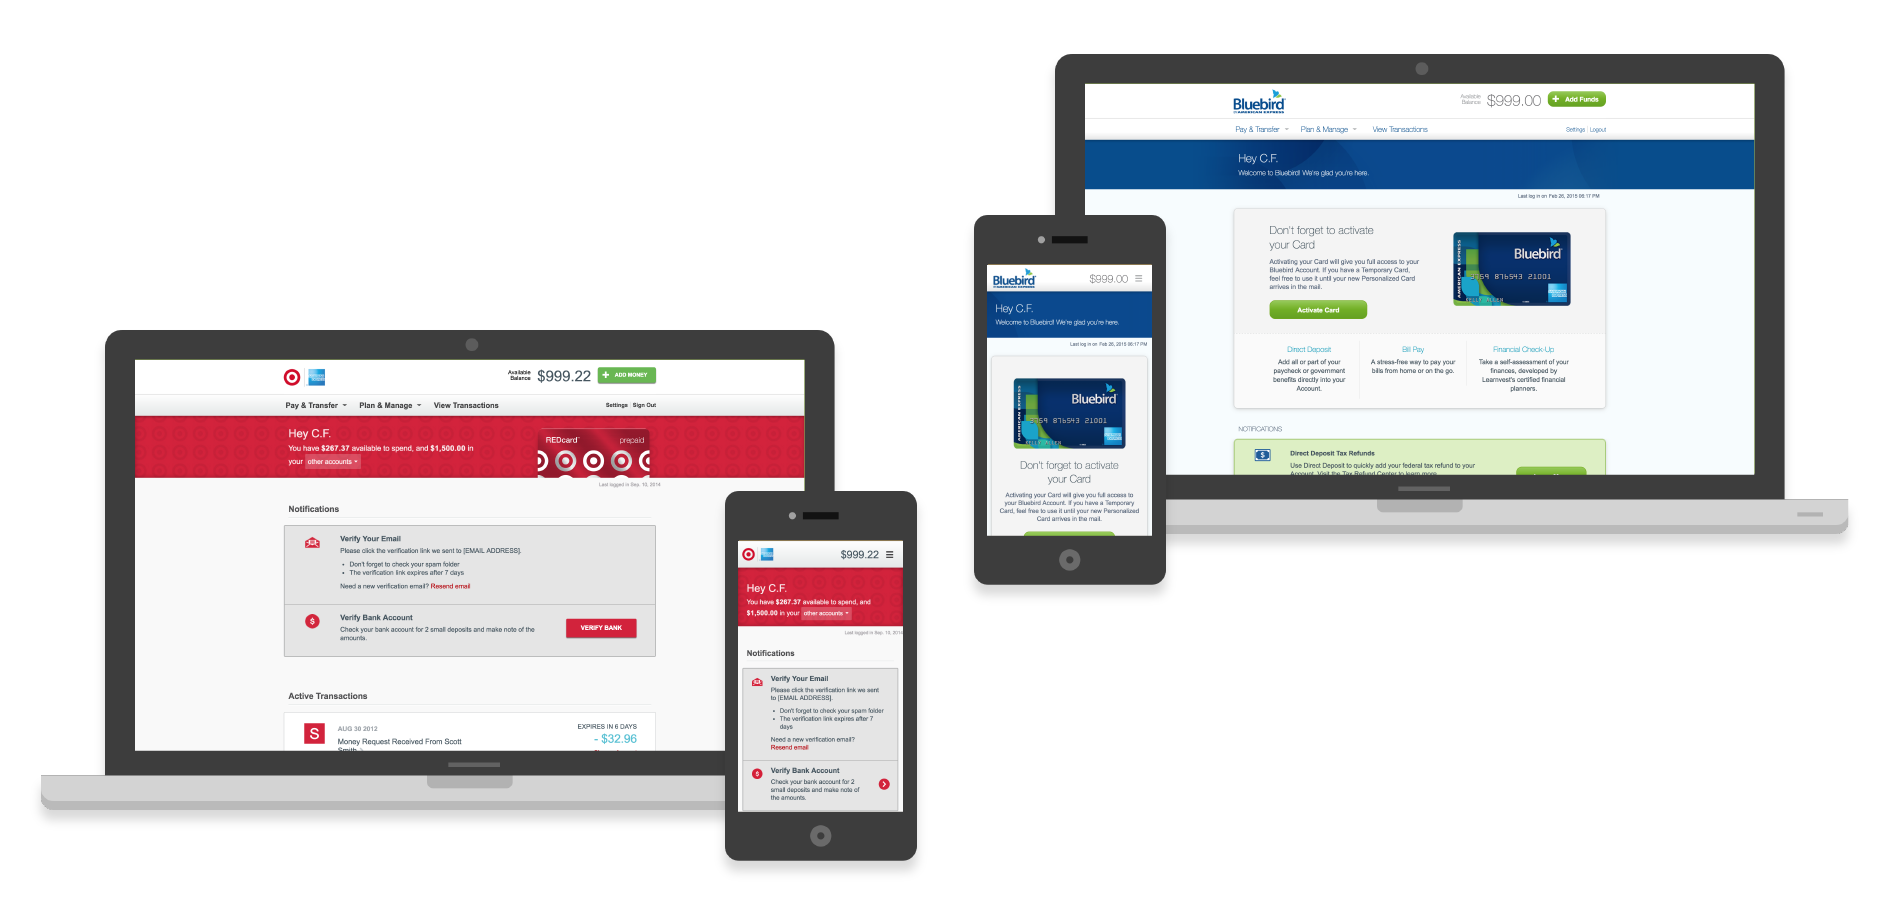 Available
Balance
$999.22
ADD MONEY
Pay & Transfer
Plan & Manage
View Transactions
Settings
Sign Out
Hey C.F.
You have $267.37 available to spend, and $1,500.00 in
your other accounts
REDcard
prepaid
Last logged in Sep. 10, 2014
Notifications
Verify Your Email
Please click the verification link we sent to [EMAIL ADDRESS].
• Don't forget to check your spam folder
• The verification link expires after 7 days
Need a new verification email? Resend email
Verify Bank Account
Check your bank account for 2 small deposits and make note of the
amounts.
VERIFY BANK
Active Transactions
S
AUG 30 2012
Money Request Received From Scott
Smith
EXPIRES IN 6 DAYS
- $32.96
$999.22
Hey C.F.
You have $267.37 available to spend, and
$1,500.00 in your other accounts
Last logged in Sep. 10, 2014
Notifications
Verify Your Email
Please click the verification link we sent
to [EMAIL ADDRESS].
• Don't forget to check your spam folder
• The verification link expires after 7
days
Need a new verification email?
Resend email
Verify Bank Account
Check your bank account for 2
small deposits and make note of
the amounts.
Bluebird
$999.00
Hey C.F.
Welcome to Bluebird! We're glad you're here.
Last log in on Feb 26, 2015 06:17 PM
AMERICAN EXPRESS
Bluebird
3759 876543 21001
Don't forget to activate
your Card
Activating your Card will give you full access to
your Bluebird Account. If you have a Temporary
Card, feel free to use it until your new Personalized
Card arrives in the mail.
Bluebird
AMERICAN EXPRESS
Available
Balance
$999.00
Add Funds
Pay & Transfer
Plan & Manage
View Transactions
Settings
Logout
Hey C.F.
Welcome to Bluebird! We're glad you're here.
Last log in on Feb 26, 2015 06:17 PM
Don't forget to activate
your Card
Activating your Card will give you full access to your
Bluebird Account. If you have a Temporary Card,
feel free to use it until your new Personalized Card
arrives in the mail.
Activate Card
AMERICAN EXPRESS
Bluebird
3759 876543 21001
Direct Deposit
Add all or part of your
paycheck or government
benefits directly into your
Account.
Bill Pay
A stress-free way to pay your
bills from home or on the go.
Financial Check-Up
Take a self-assessment of your
finances, developed by
Learnvest's certified financial
planners.
NOTIFICATIONS
Direct Deposit Tax Refunds
Use Direct Deposit to quickly add your federal tax refund to your
Account. Visit the Tax Refund Center to learn more.